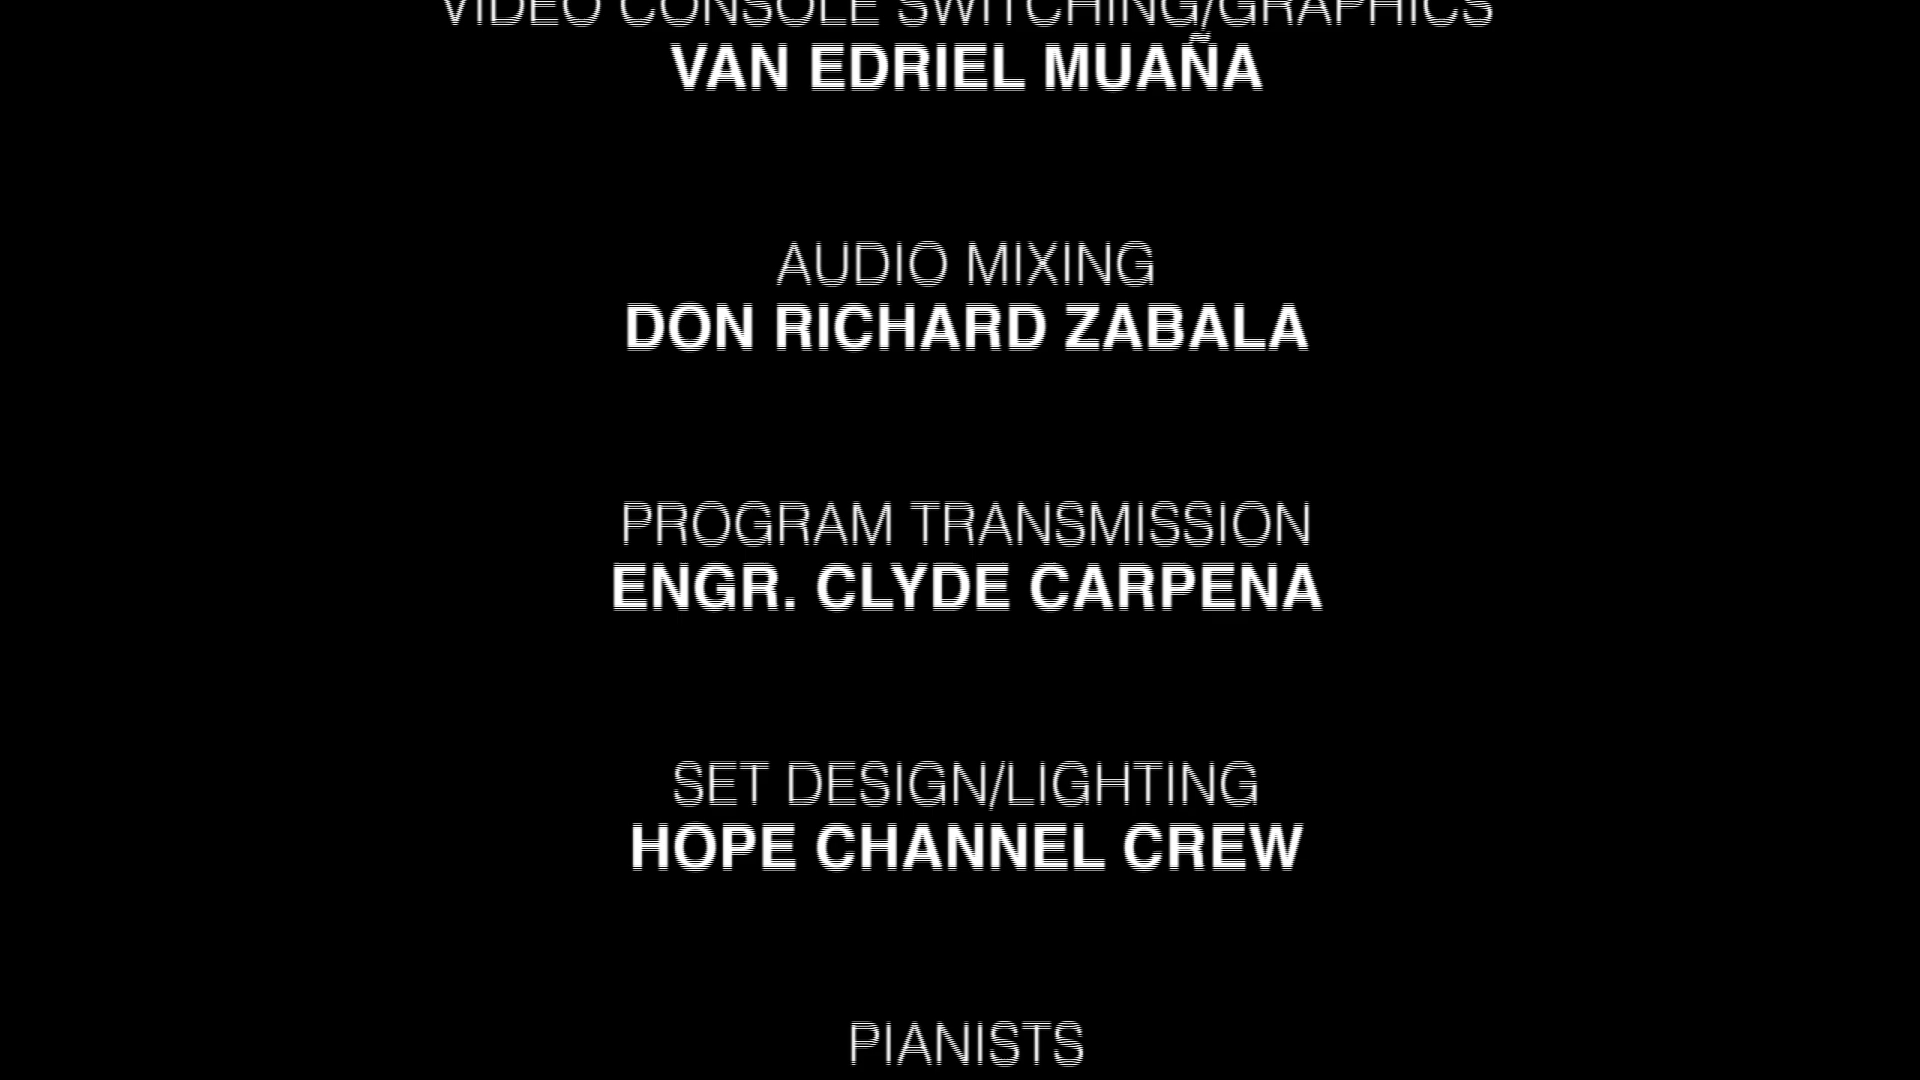 VIDEO CONSOLE SWITCHING/GRAPHICS
VAN EDRIEL MUAÑA
AUDIO MIXING
DON RICHARD ZABALA
PROGRAM TRANSMISSION
ENGR. CLYDE CARPENA
SET DESIGN/LIGHTING
HOPE CHANNEL CREW
PIANISTS